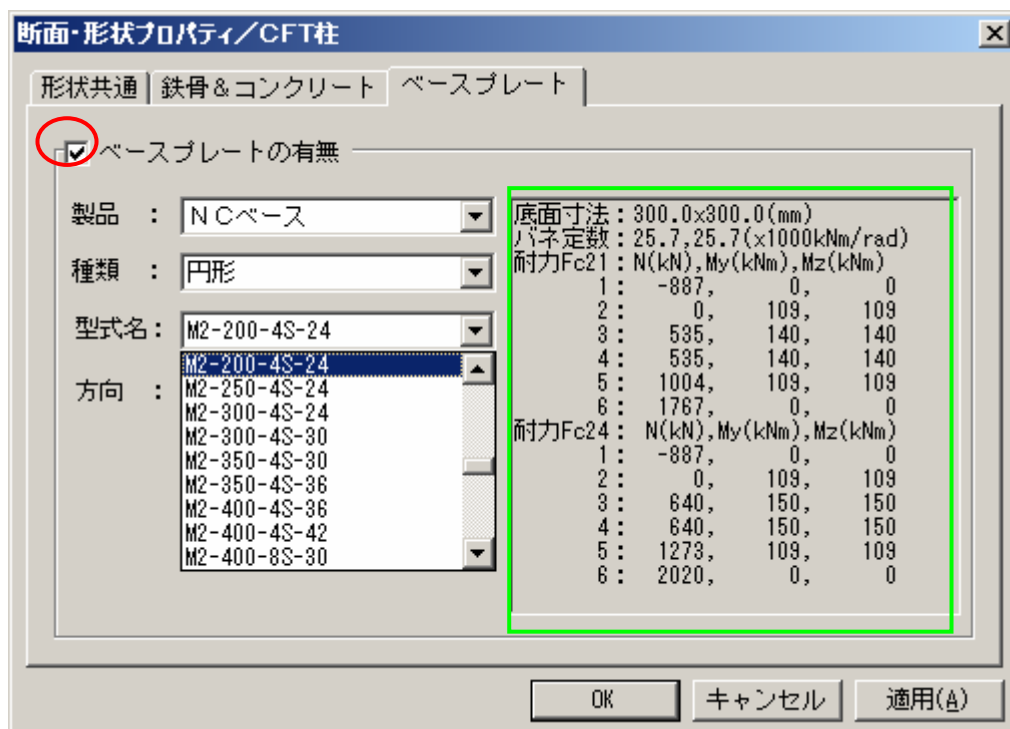 断面・形状プロパティ／CFT柱
形状共通 鉄骨＆コンクリート ベースプレート
ベースプレートの有無
製品 ： NCベース
種類 ： 円形
型式名： M2-200-4S-24
M2-200-4S-24
M2-250-4S-24
M2-300-4S-24
M2-300-4S-30
M2-350-4S-30
M2-350-4S-36
M2-400-4S-36
M2-400-4S-42
M2-400-8S-30
方向 ：
底面寸法：300.0x300.0(mm)
バネ定数：25.7,25.7(x1000kNm/rad)
耐力Fc21：N(kN),My(kNm),Mz(kNm)
1： -887, 0, 0
2： 0, 109, 109
3： 535, 140, 140
4： 535, 140, 140
5： 1004, 109, 109
6： 1767, 0, 0
耐力Fc24： N(kN),My(kNm),Mz(kNm)
1： -887, 0, 0
2： 0, 109, 109
3： 640, 150, 150
4： 640, 150, 150
5： 1273, 109, 109
6： 2020, 0, 0
OK キャンセル 適用(A)